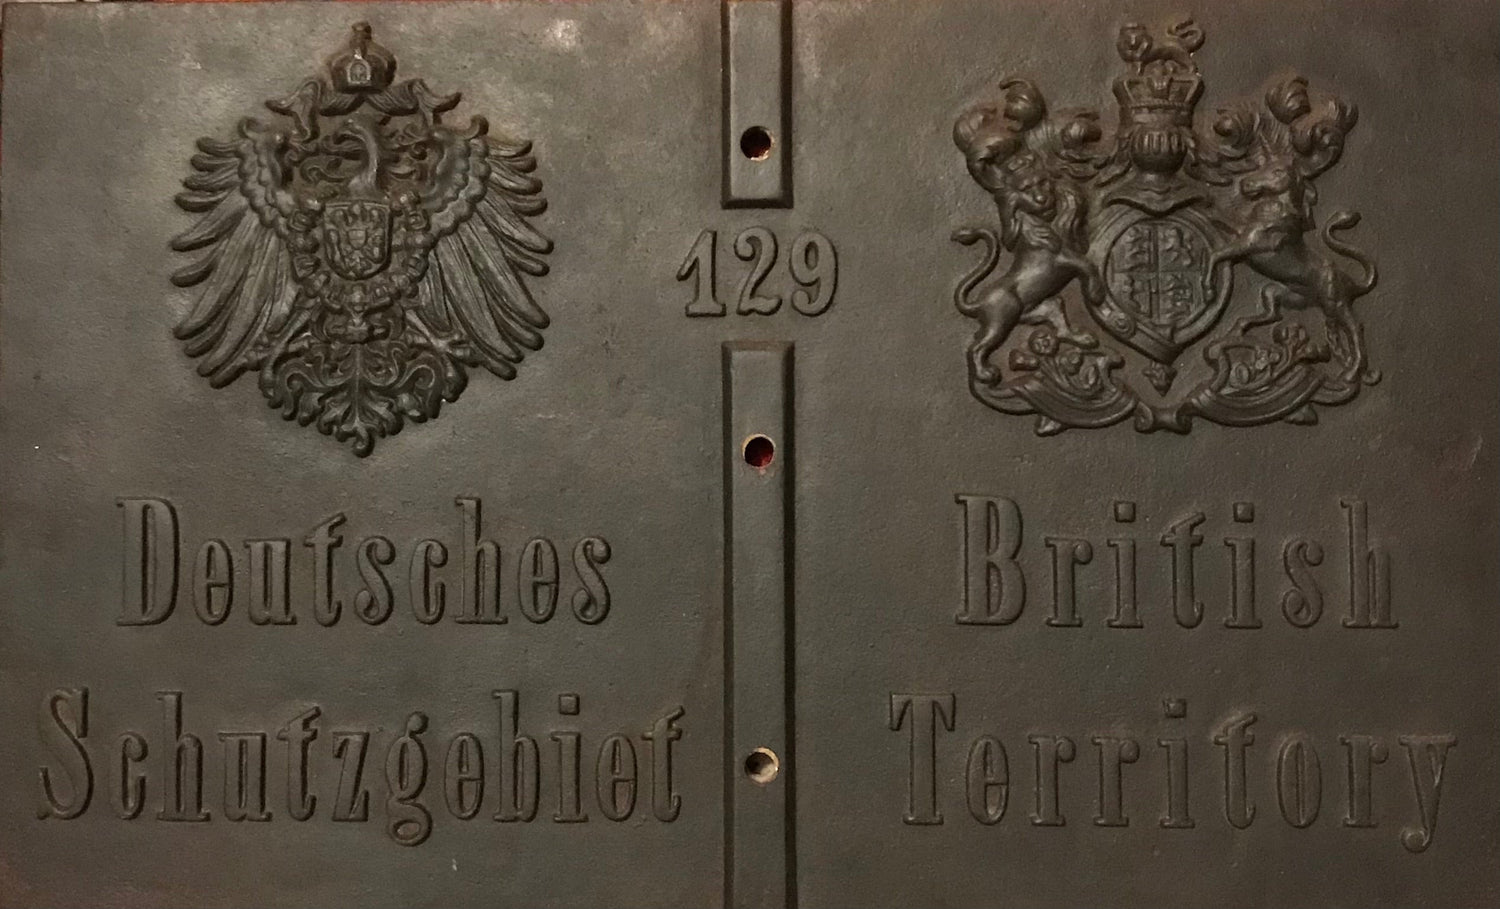 129
Deutsches
Schutzgebiet
British
Territory